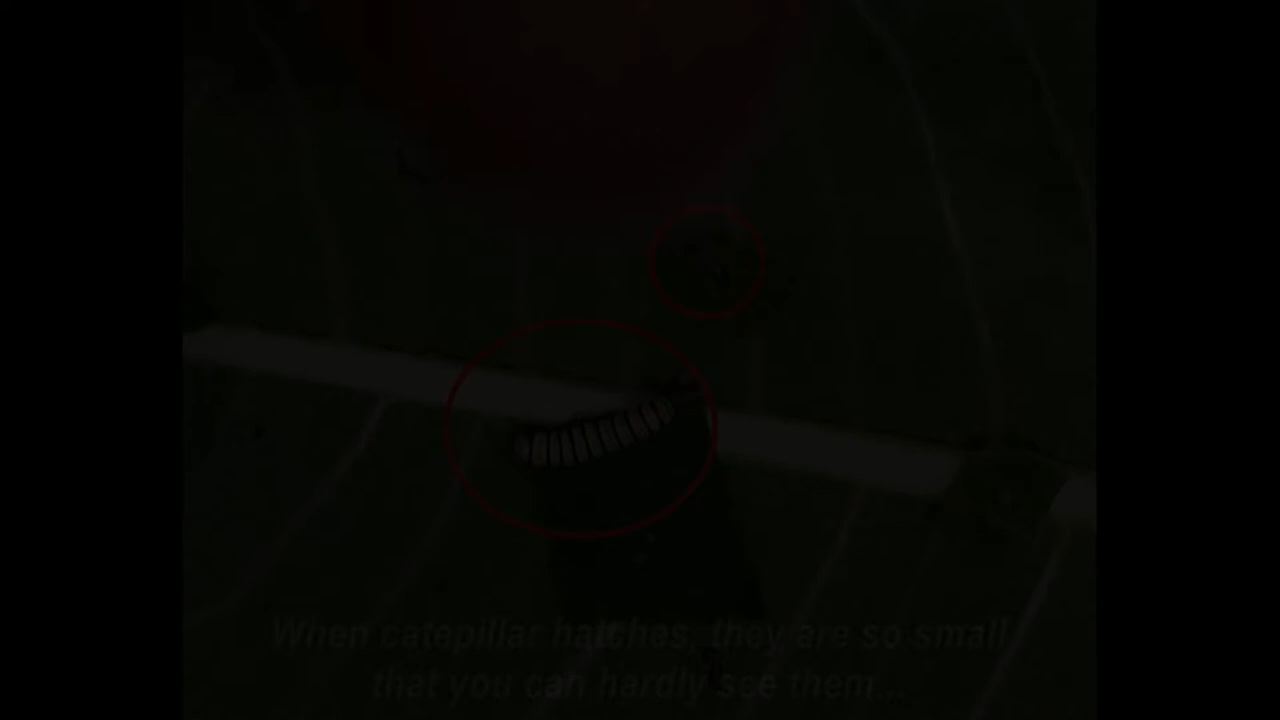 When catepillar hatches, they are so small
that you can hardly see them...